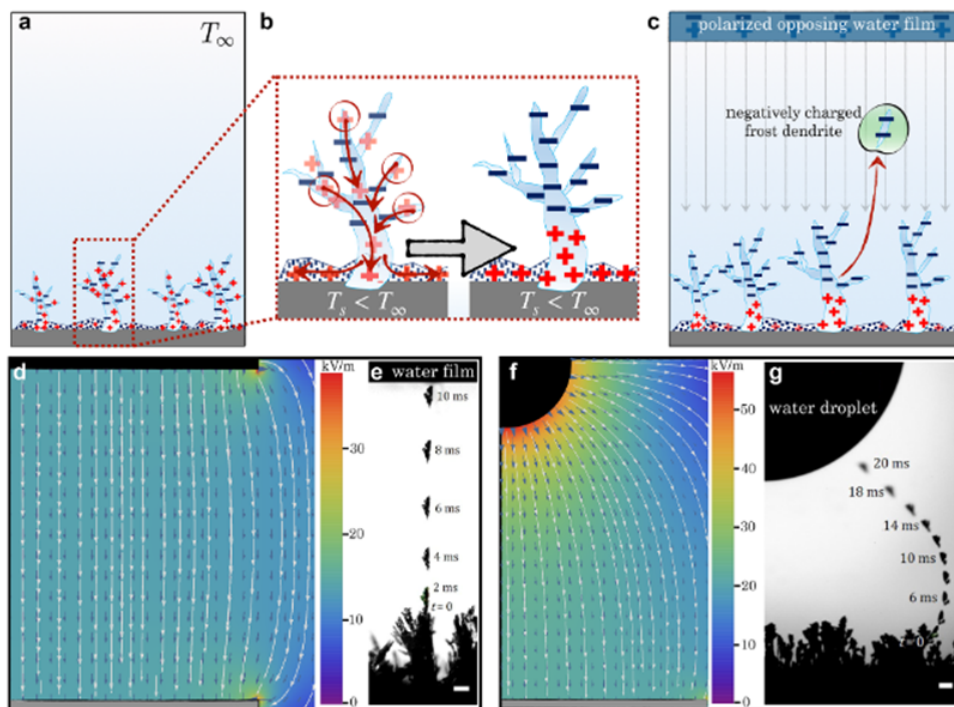 a
T∞
b
Ts < T∞
Ts < T∞
c
polarized opposing water film
negatively charged
frost dendrite
d
kV/m
30
20
10
0
e
water film
10 ms
8 ms
6 ms
4 ms
2 ms
t=0
f
kV/m
50
40
30
20
10
0
g
water droplet
20 ms
18 ms
14 ms
10 ms
6 ms
0